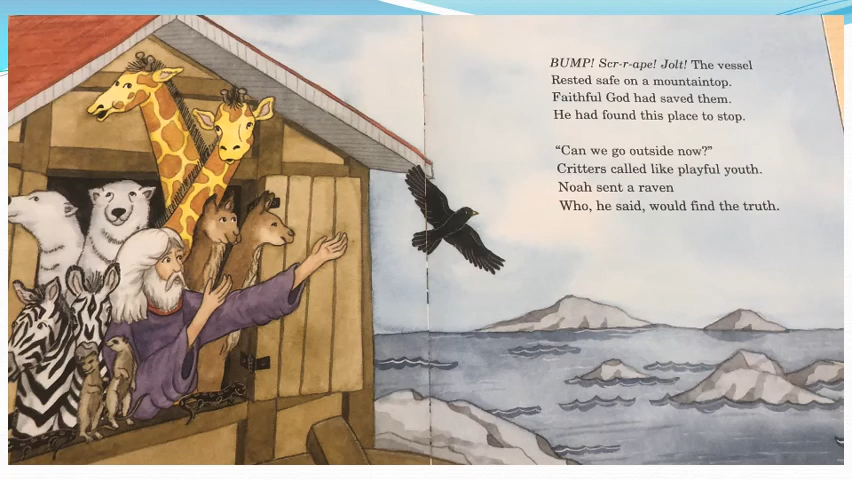 BUMP! Scr-r-ape! Jolt! The vessel
Rested safe on a mountaintop.
Faithful God had saved them.
He had found this place to stop.
"Can we go outside now?"
Critters called like playful youth.
Noah sent a raven
Who, he said, would find the truth.